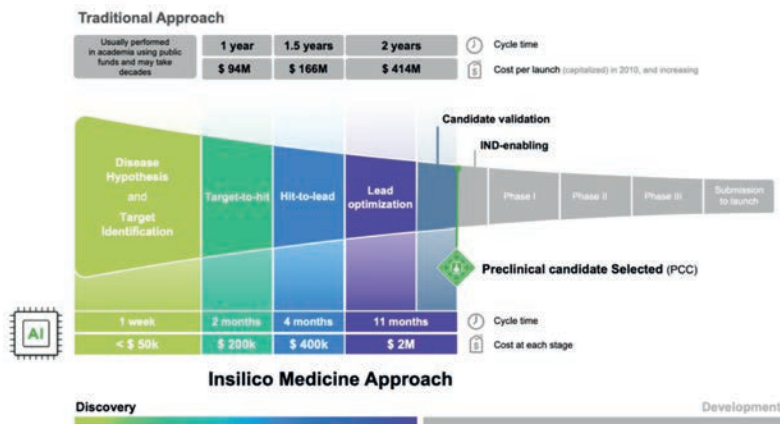 Traditional Approach
Usually performed
in academia using public
funds and may take
decades
1 year
1.5 years
2 years
Cycle time
$ 94M
$ 166M
$ 414M
Cost per launch (capitalized) in 2010, and increasing
Candidate validation
IND-enabling
Disease
Hypothesis
and
Target
Identification
Target-to-hit
Hit-to-lead
Lead
optimization
Phase I
Phase II
Phase III
Submission
to launch
Preclinical candidate Selected (PCC)
AI
1 week
2 months
4 months
11 months
Cycle time
< $ 50k
$ 200k
$ 400k
$ 2M
Cost at each stage
Insilico Medicine Approach
Discovery
Development